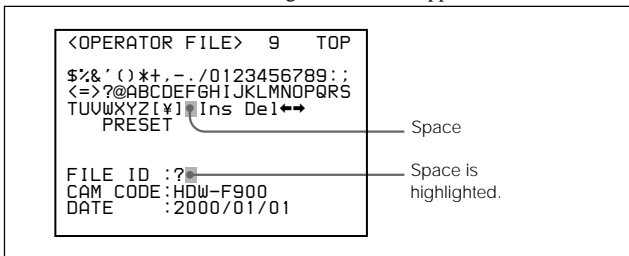 <OPERATOR FILE> 9 TOP
$%&'()*+,-./0123456789:;
<=>?@ABCDEFGHIJKLMNOPQRS
TUVWXYZ[¥] Ins Del←→
PRESET
Space
FILE ID :?
Space is
highlighted.
CAM CODE:HDW-F900
DATE :2000/01/01